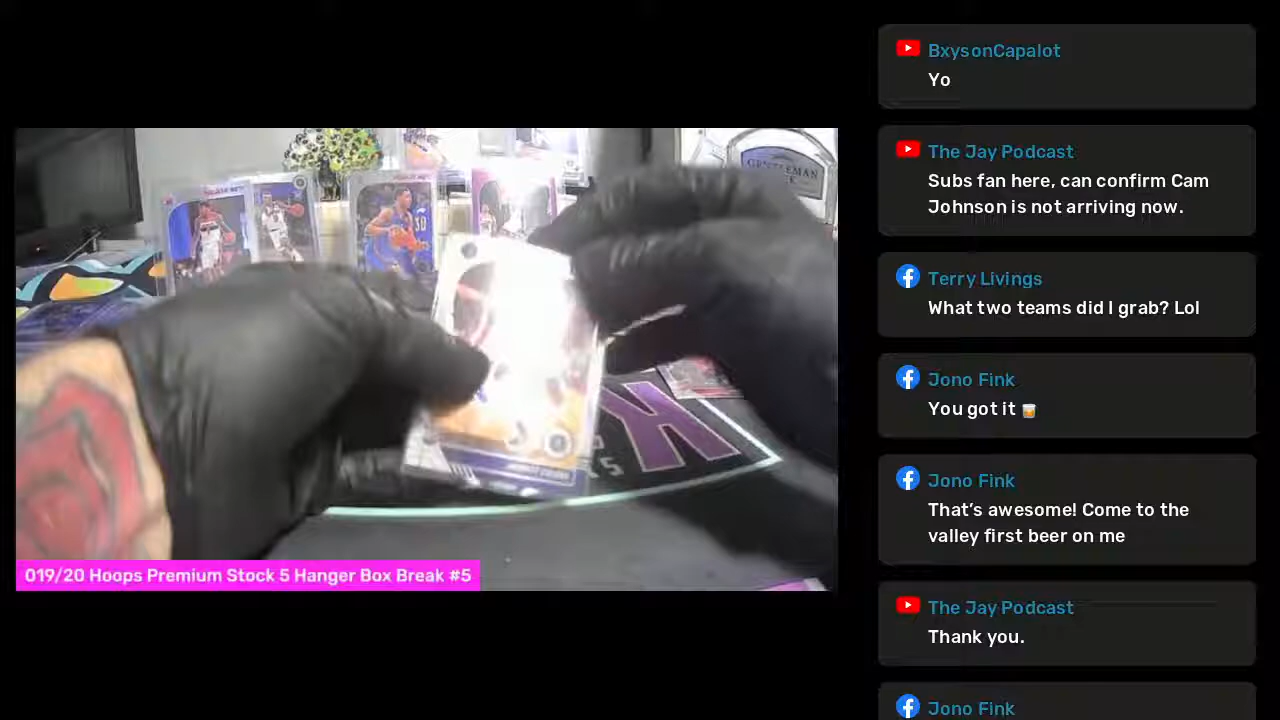 BxysonCapalot
Yo
The Jay Podcast
Subs fan here, can confirm Cam
Johnson is not arriving now.
Terry Livings
What two teams did I grab? Lol
Jono Fink
You got it
Jono Fink
That's awesome! Come to the
valley first beer on me
The Jay Podcast
Thank you.
Jono Fink
GENTLEMAN
30
K
019/20 Hoops Premium Stock 5 Hanger Box Break #5